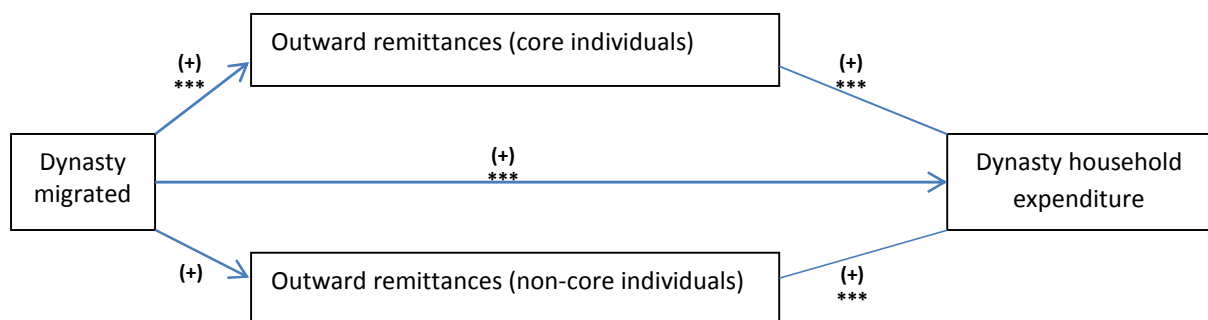 Outward remittances (core individuals)
(+)
***
(+)
***
Dynasty
migrated
(+)
***
Dynasty household
expenditure
(+)
Outward remittances (non-core individuals)
(+)
***